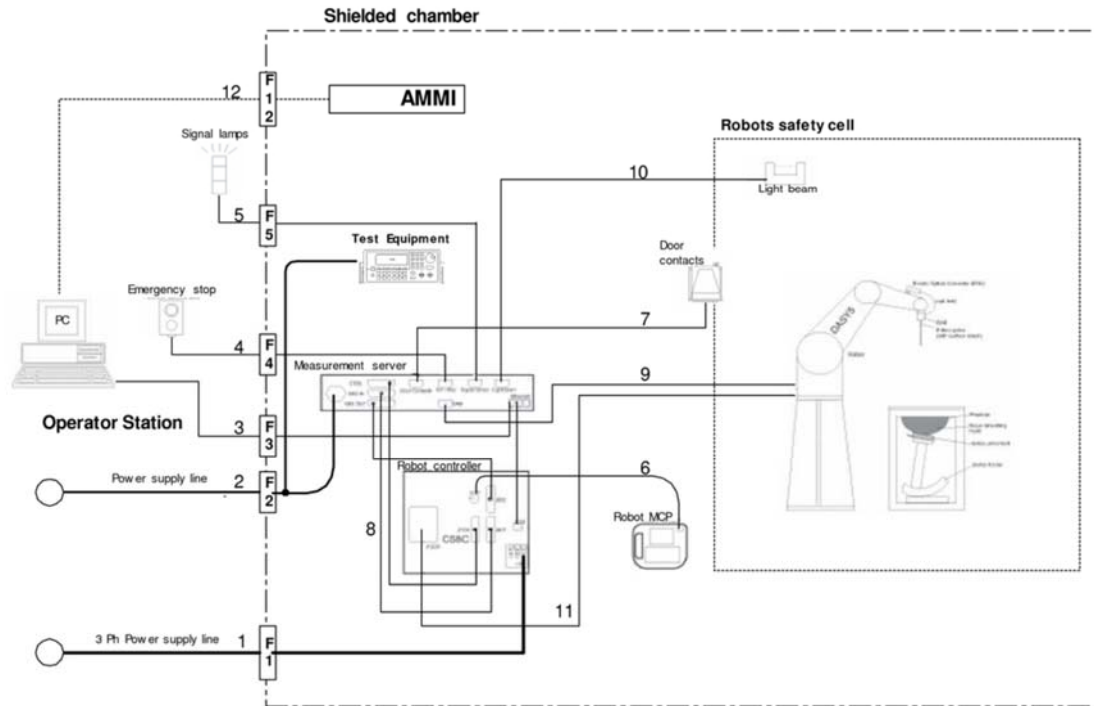 Shielded chamber
12
F
1
2
AMMI
Signal lamps
Robots safety cell
10
Light beam
5
F
5
Test Equipment
Door
contacts
DASY5
PC
Emergency stop
7
4
F
4
Measurement server
9
Operator Station
3
F
3
Robot controller
6
Power supply line
2
F
2
Robot MCP
8
CS8C
11
3 Ph Power supply line
1
F
1